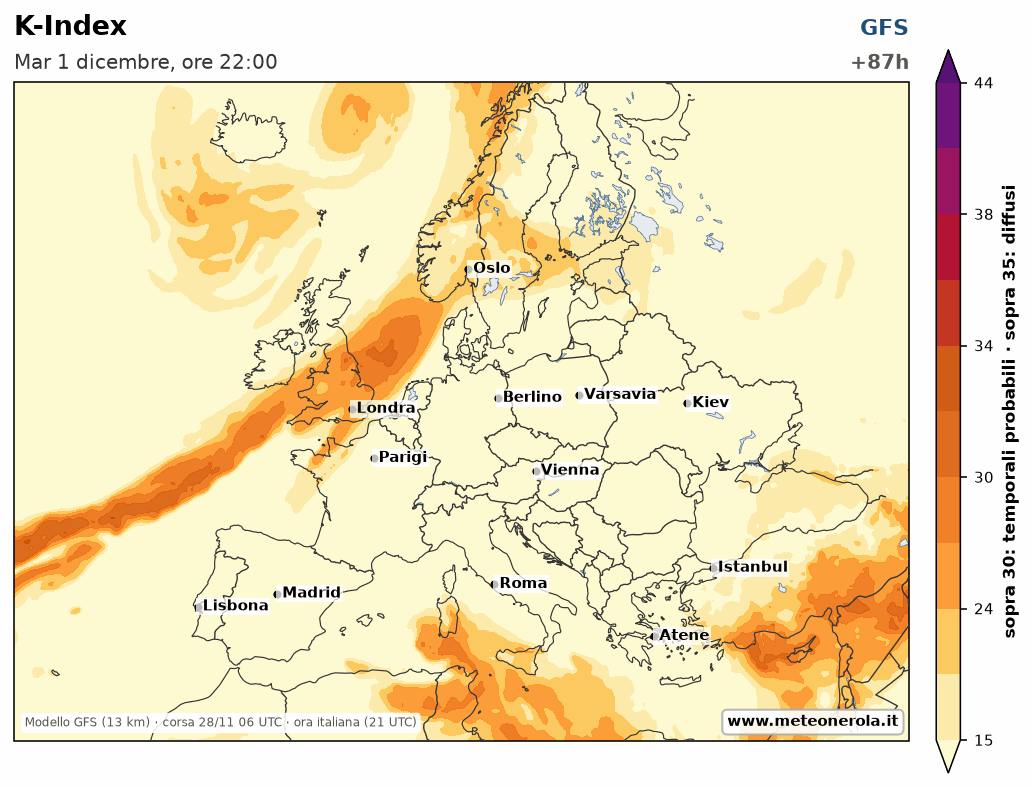 K-Index
GFS
Mar 1 dicembre, ore 22:00
+87h
44
38
34
30
24
15
sopra 30: temporali probabili · sopra 35: diffusi
Oslo
Londra
Berlino
Varsavia
Kiev
Parigi
Vienna
Istanbul
Roma
Madrid
Lisbona
Atene
Modello GFS (13 km) · corsa 28/11 06 UTC · ora italiana (21 UTC)
www.meteonerola.it